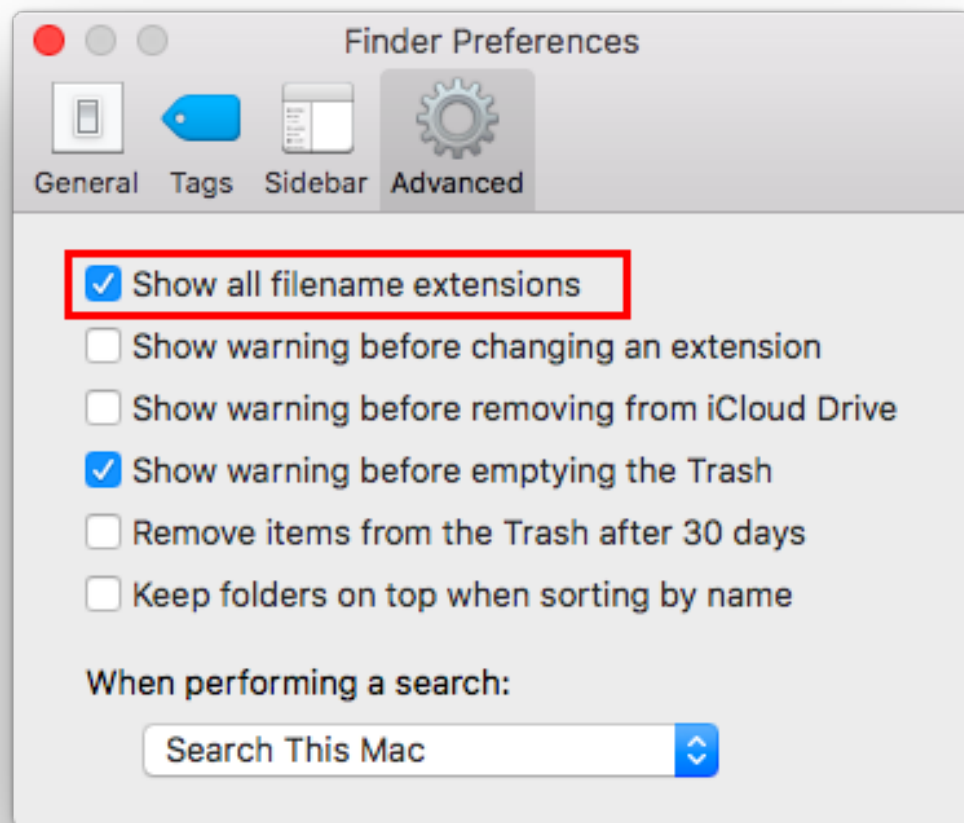 Finder Preferences
General Tags Sidebar Advanced
Show all filename extensions
Show warning before changing an extension
Show warning before removing from iCloud Drive
Show warning before emptying the Trash
Remove items from the Trash after 30 days
Keep folders on top when sorting by name
When performing a search:
Search This Mac